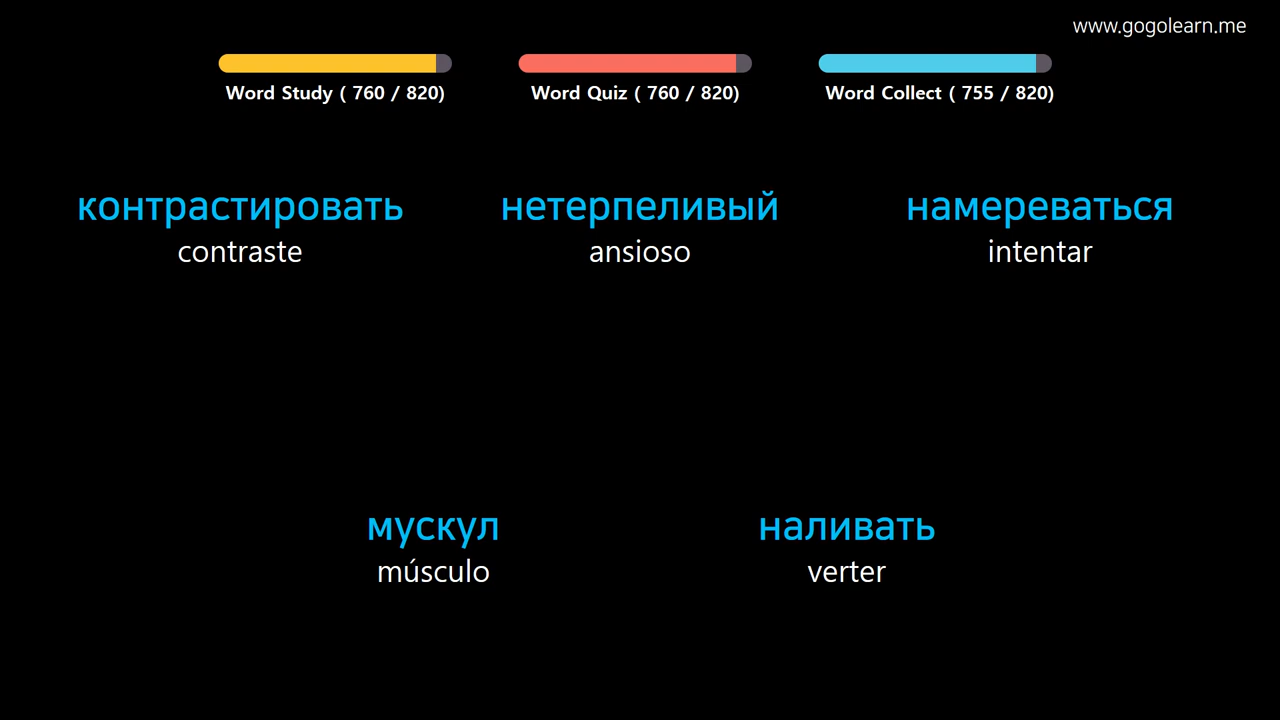 www.gogolearn.me
Word Study ( 760 / 820)
Word Quiz ( 760 / 820)
Word Collect ( 755 / 820)
контрастировать
contraste
нетерпеливый
ansioso
намереваться
intentar
мускул
músculo
наливать
verter